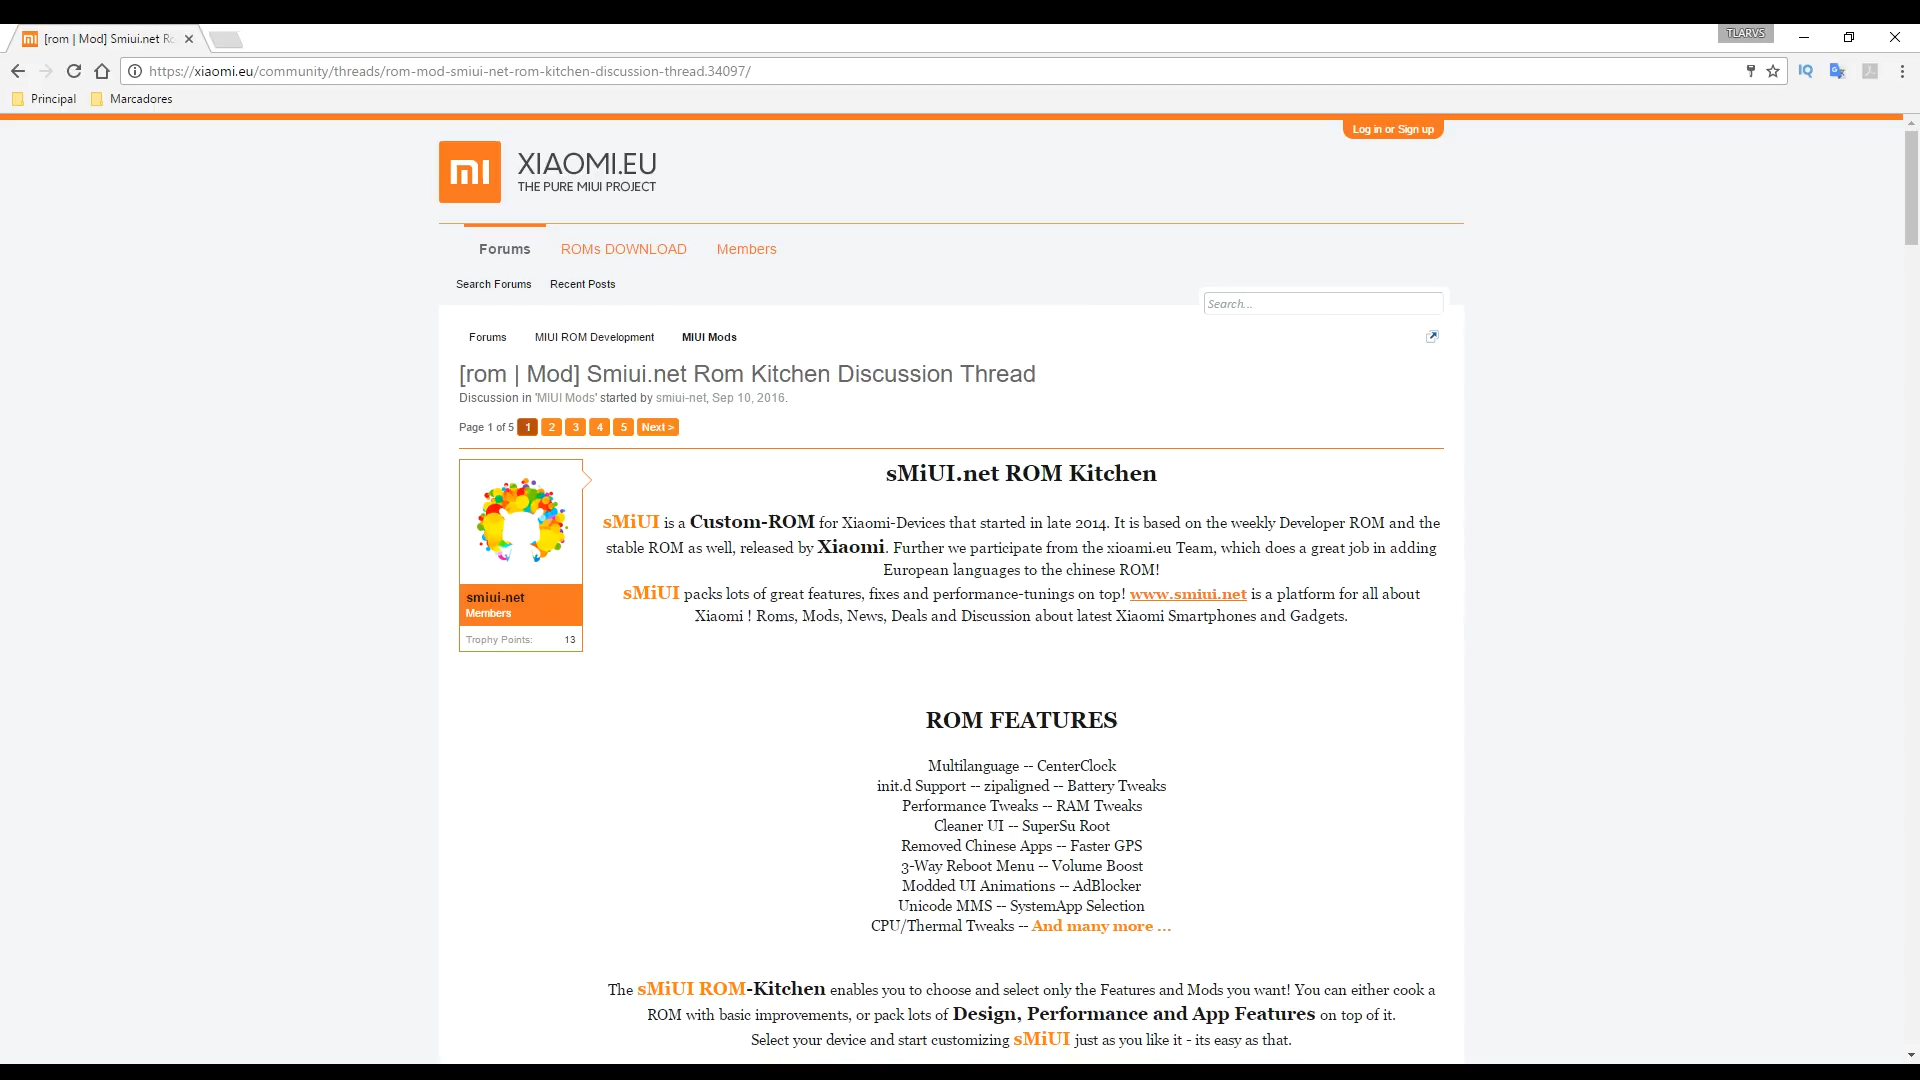 [rom | Mod] Smiui.net Ro
TLARVS
https://xiaomi.eu/community/threads/rom-mod-smiui-net-rom-kitchen-discussion-thread.34097/
IQ
Principal Marcadores
Log in or Sign up
mi XIAOMI.EU
THE PURE MIUI PROJECT
Forums ROMs DOWNLOAD Members
Search Forums Recent Posts
Search...
Forums MIUI ROM Development MIUI Mods
[rom | Mod] Smiui.net Rom Kitchen Discussion Thread
Discussion in 'MIUI Mods' started by smiui-net, Sep 10, 2016.
Page 1 of 5 1 2 3 4 5 Next >
smiui-net
Members
Trophy Points: 13
sMiUI.net ROM Kitchen
sMiUI is a Custom-ROM for Xiaomi-Devices that started in late 2014. It is based on the weekly Developer ROM and the
stable ROM as well, released by Xiaomi. Further we participate from the xioami.eu Team, which does a great job in adding
European languages to the chinese ROM!
sMiUI packs lots of great features, fixes and performance-tunings on top! www.smiui.net is a platform for all about
Xiaomi ! Roms, Mods, News, Deals and Discussion about latest Xiaomi Smartphones and Gadgets.
ROM FEATURES
Multilanguage -- CenterClock
init.d Support -- zipaligned -- Battery Tweaks
Performance Tweaks -- RAM Tweaks
Cleaner UI -- SuperSu Root
Removed Chinese Apps -- Faster GPS
3-Way Reboot Menu -- Volume Boost
Modded UI Animations -- AdBlocker
Unicode MMS -- SystemApp Selection
CPU/Thermal Tweaks -- And many more ...
The sMiUI ROM-Kitchen enables you to choose and select only the Features and Mods you want! You can either cook a
ROM with basic improvements, or pack lots of Design, Performance and App Features on top of it.
Select your device and start customizing sMiUI just as you like it - its easy as that.